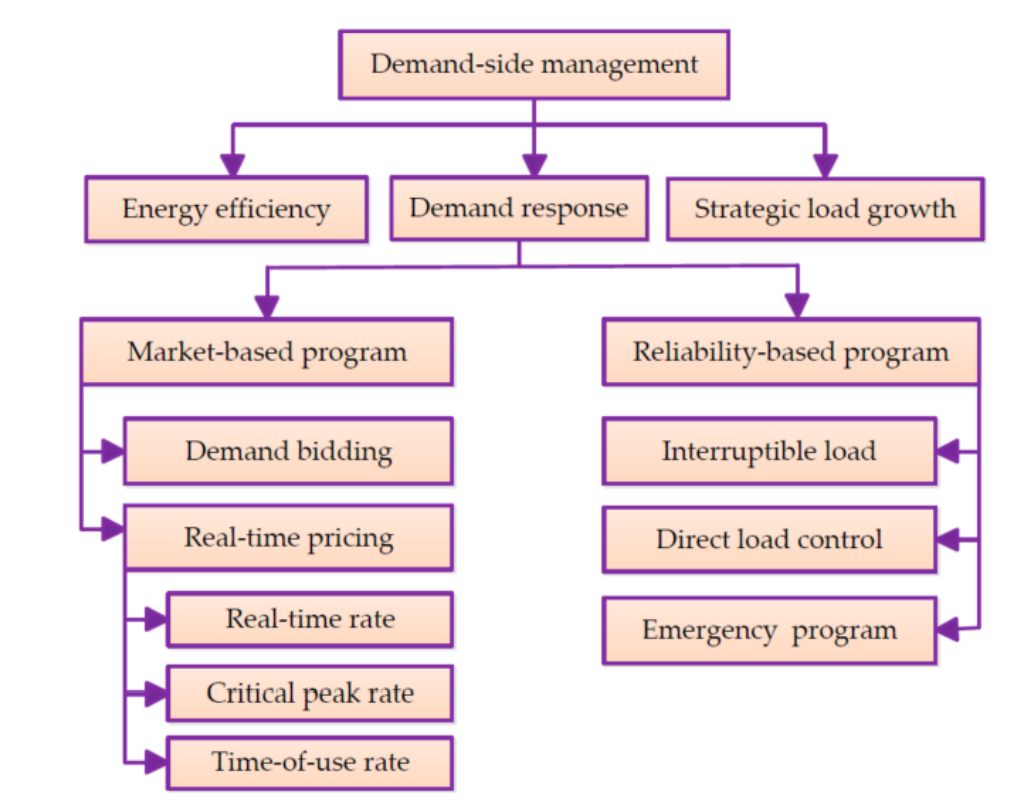 Demand-side management
Energy efficiency
Demand response
Strategic load growth
Market-based program
Reliability-based program
Demand bidding
Interruptible load
Real-time pricing
Direct load control
Real-time rate
Emergency program
Critical peak rate
Time-of-use rate